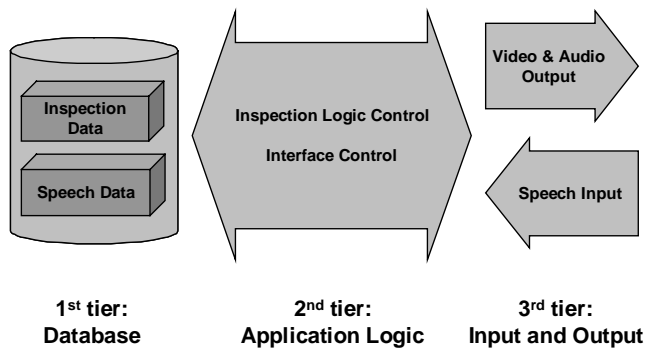 Inspection
Data
Speech Data
Inspection Logic Control
Interface Control
Video & Audio
Output
Speech Input
1st tier:
Database
2nd tier:
Application Logic
3rd tier:
Input and Output